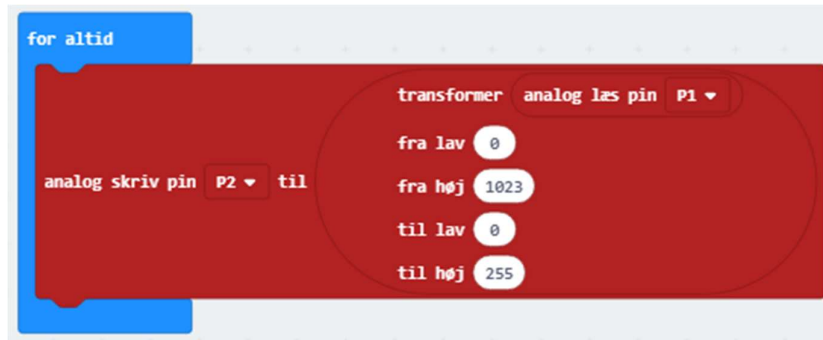 for altid
transformer analog læs pin P1
fra lav 0
fra høj 1023
analog skriv pin P2 til
til lav 0
til høj 255